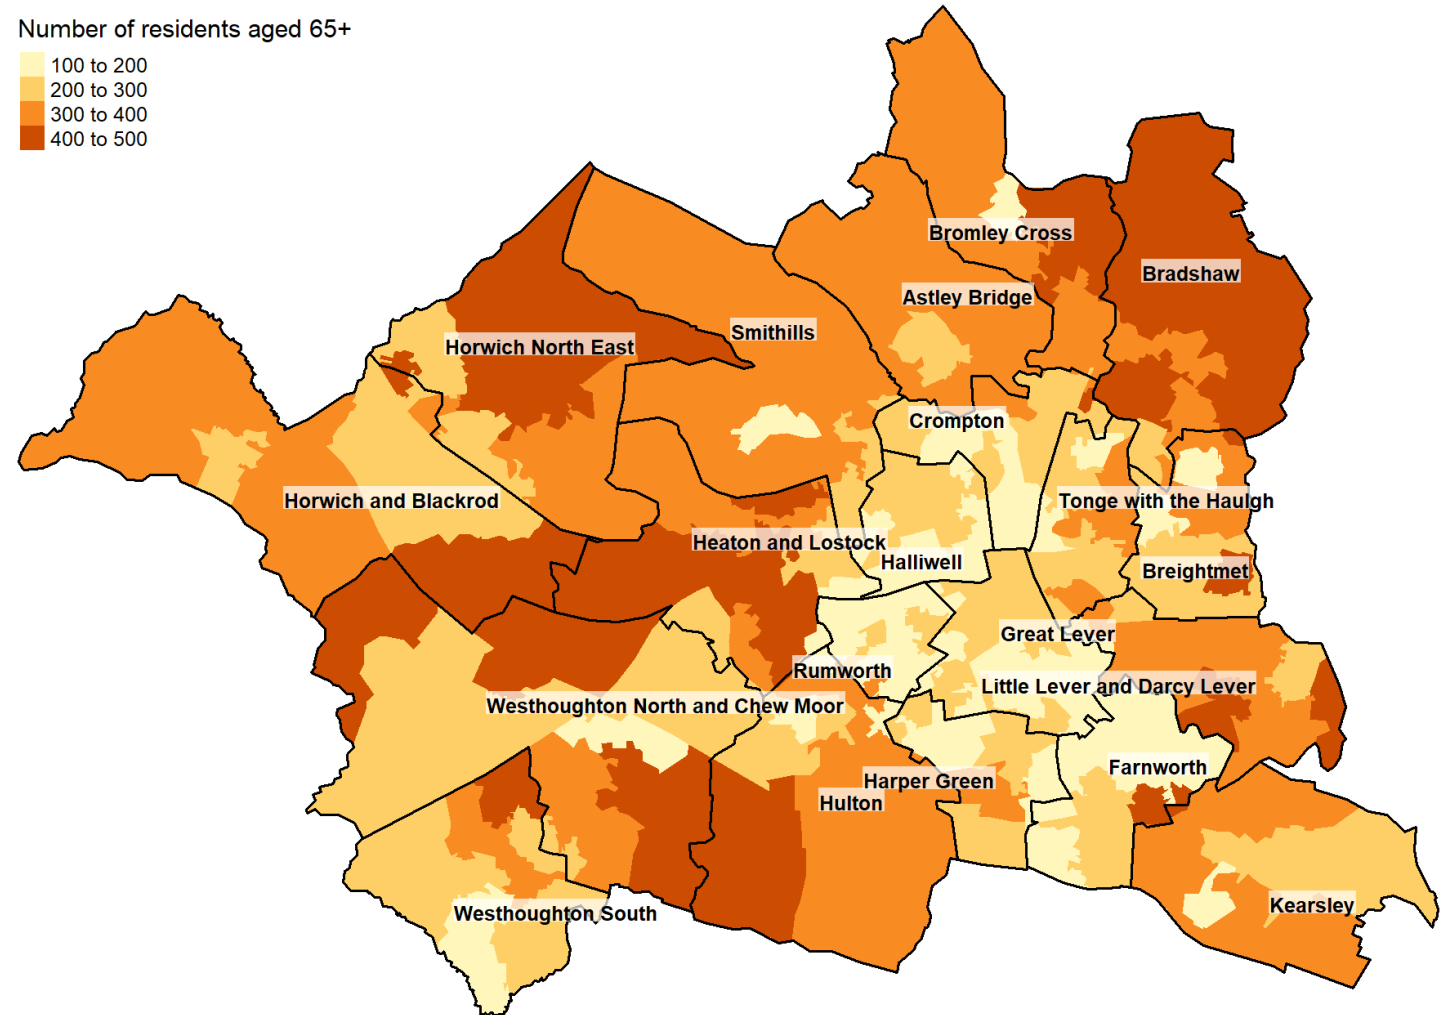 Number of residents aged 65+
100 to 200
200 to 300
300 to 400
400 to 500
Bromley Cross
Bradshaw
Astley Bridge
Smithills
Horwich North East
Crompton
Horwich and Blackrod
Tonge with the Haulgh
Heaton and Lostock
Halliwell
Breightmet
Great Lever
Rumworth
Little Lever and Darcy Lever
Westhoughton North and Chew Moor
Farnworth
Harper Green
Hulton
Kearsley
Westhoughton South